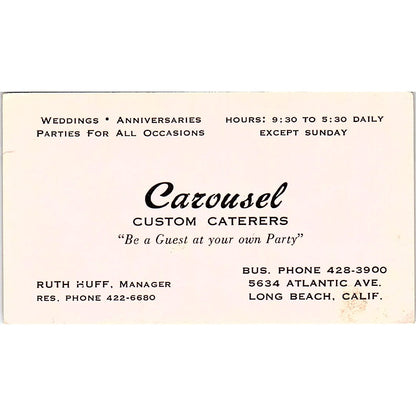 WEDDINGS • ANNIVERSARIES
PARTIES FOR ALL OCCASIONS
HOURS: 9:30 TO 5:30 DAILY
EXCEPT SUNDAY
Carousel
CUSTOM CATERERS
"Be a Guest at your own Party"
RUTH HUFF, MANAGER
RES. PHONE 422-6680
BUS. PHONE 428-3900
5634 ATLANTIC AVE.
LONG BEACH, CALIF.